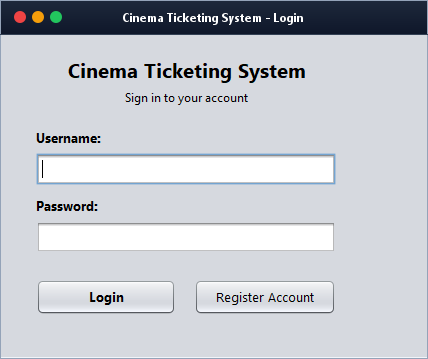 Cinema Ticketing System - Login
Cinema Ticketing System
Sign in to your account
Username:
Password:
Login
Register Account